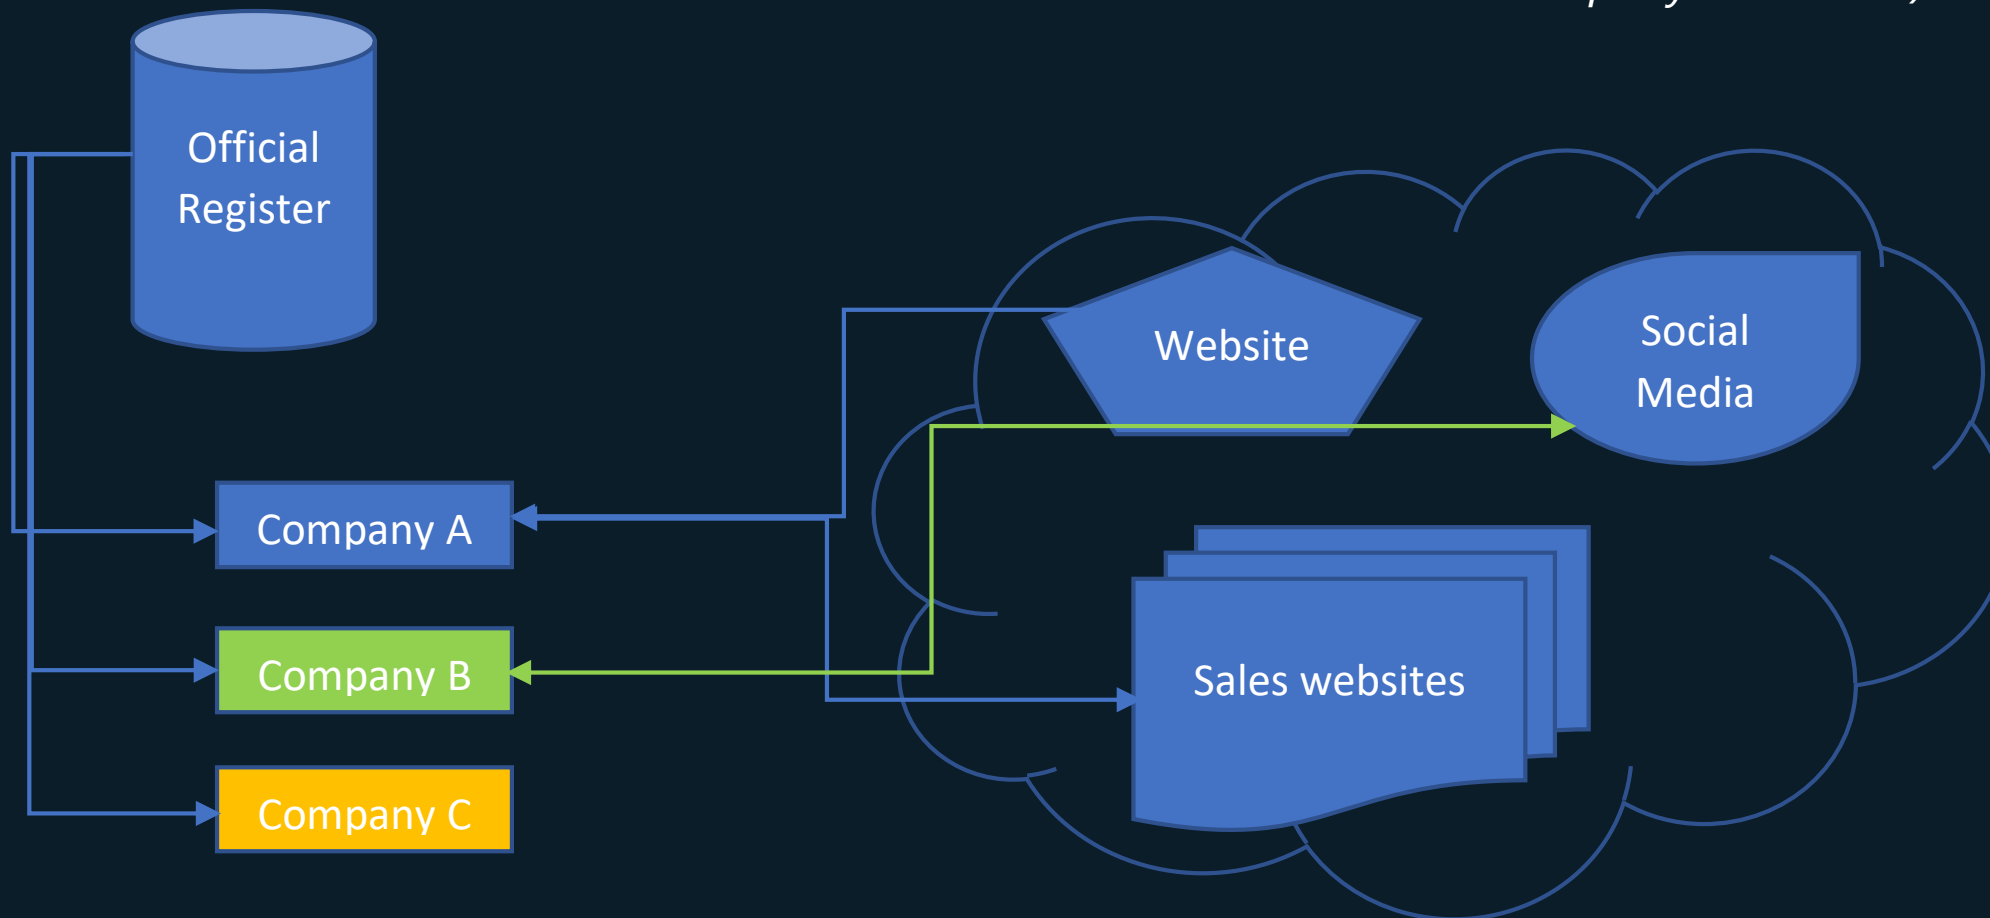 Official
Register
Website
Social
Media
Company A
Company B
Sales websites
Company C